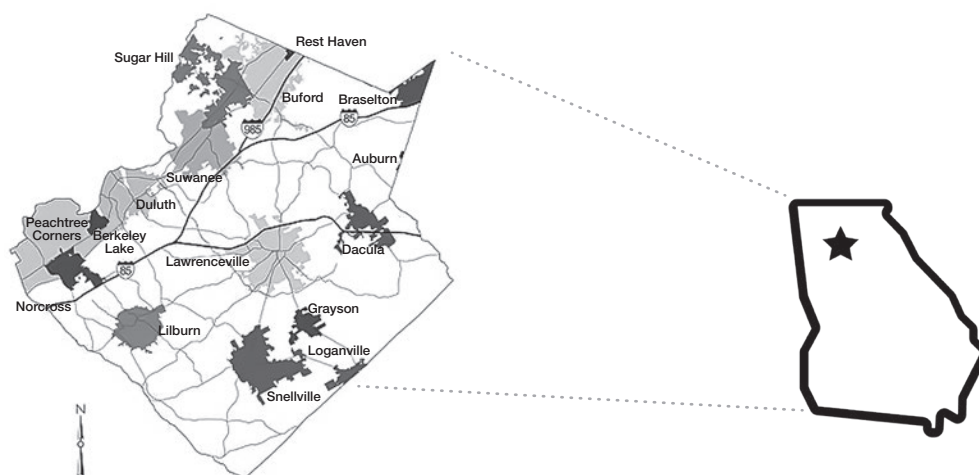 Rest Haven
Sugar Hill
Buford
Braselton
85
985
Auburn
Suwanee
Duluth
Peachtree
Corners
Berkeley
Lake
Dacula
Lawrenceville
85
Norcross
Grayson
Lilburn
Loganville
Snellville
N